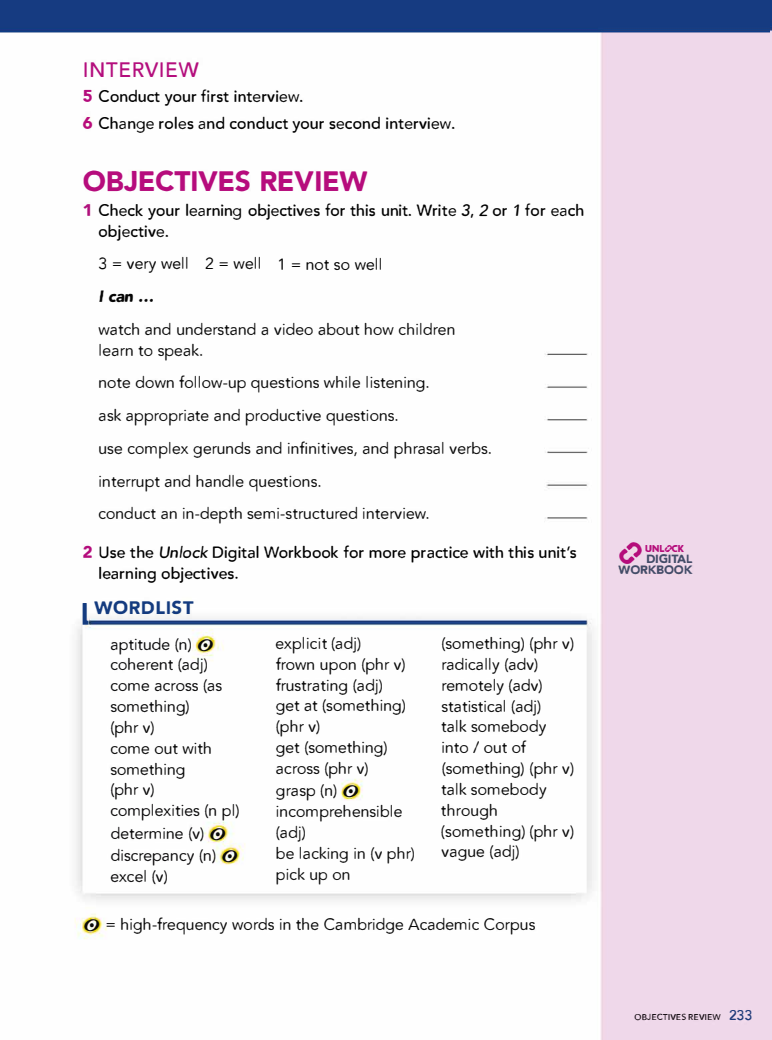 INTERVIEW
5 Conduct your first interview.
6 Change roles and conduct your second interview.
OBJECTIVES REVIEW
1 Check your learning objectives for this unit. Write 3, 2 or 1 for each
objective.
3 = very well 2 = well 1 = not so well
I can ...
watch and understand a video about how children
learn to speak.
note down follow-up questions while listening.
ask appropriate and productive questions.
use complex gerunds and infinitives, and phrasal verbs.
interrupt and handle questions.
conduct an in-depth semi-structured interview.
2 Use the Unlock Digital Workbook for more practice with this unit's
learning objectives.
UNLOCK
DIGITAL
WORKBOOK
WORDLIST
aptitude (n)
coherent (adj)
come across (as
something)
(phr v)
come out with
something
(phr v)
complexities (n pl)
determine (v)
discrepancy (n)
excel (v)
explicit (adj)
frown upon (phr v)
frustrating (adj)
get at (something)
(phr v)
get (something)
across (phr v)
grasp (n)
incomprehensible
(adj)
be lacking in (v phr)
pick up on
(something) (phr v)
radically (adv)
remotely (adv)
statistical (adj)
talk somebody
into / out of
(something) (phr v)
talk somebody
through
(something) (phr v)
vague (adj)
= high-frequency words in the Cambridge Academic Corpus
OBJECTIVES REVIEW 233